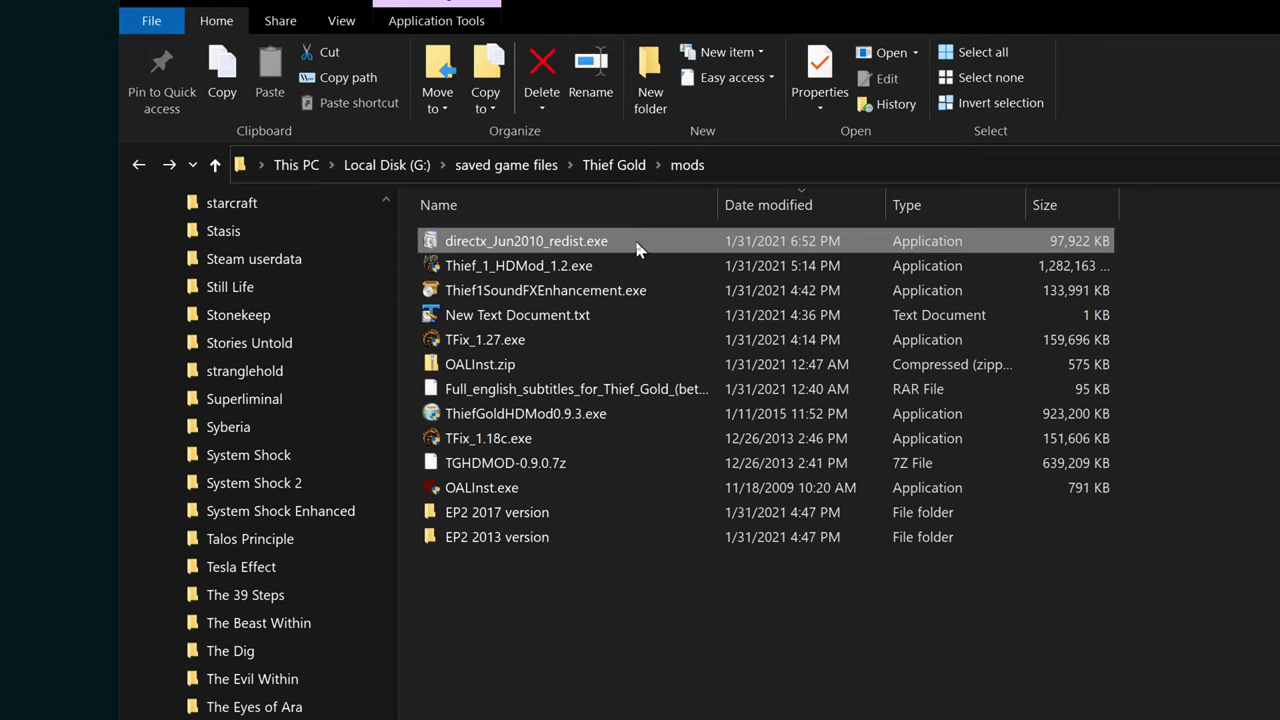 File Home Share View Application Tools
Pin to Quick access
Copy
Paste
Cut
Copy path
Paste shortcut
Clipboard
Move to
Copy to
Delete
Rename
Organize
New folder
New item
Easy access
New
Properties
Open
Edit
History
Open
Select all
Select none
Invert selection
Select
This PC > Local Disk (G:) > saved game files > Thief Gold > mods
starcraft
Stasis
Steam userdata
Still Life
Stonekeep
Stories Untold
stranglehold
Superliminal
Syberia
System Shock
System Shock 2
System Shock Enhanced
Talos Principle
Tesla Effect
The 39 Steps
The Beast Within
The Dig
The Evil Within
The Eyes of Ara
Name Date modified Type Size
directx_Jun2010_redist.exe 1/31/2021 6:52 PM Application 97,922 KB
Thief_1_HDMod_1.2.exe 1/31/2021 5:14 PM Application 1,282,163 ...
Thief1SoundFXEnhancement.exe 1/31/2021 4:42 PM Application 133,991 KB
New Text Document.txt 1/31/2021 4:36 PM Text Document 1 KB
TFix_1.27.exe 1/31/2021 4:14 PM Application 159,696 KB
OALInst.zip 1/31/2021 12:47 AM Compressed (zipp... 575 KB
Full_english_subtitles_for_Thief_Gold_(bet... 1/31/2021 12:40 AM RAR File 95 KB
ThiefGoldHDMod0.9.3.exe 1/11/2015 11:52 PM Application 923,200 KB
TFix_1.18c.exe 12/26/2013 2:46 PM Application 151,606 KB
TGHDMOD-0.9.0.7z 12/26/2013 2:41 PM 7Z File 639,209 KB
OALInst.exe 11/18/2009 10:20 AM Application 791 KB
EP2 2017 version 1/31/2021 4:47 PM File folder
EP2 2013 version 1/31/2021 4:47 PM File folder